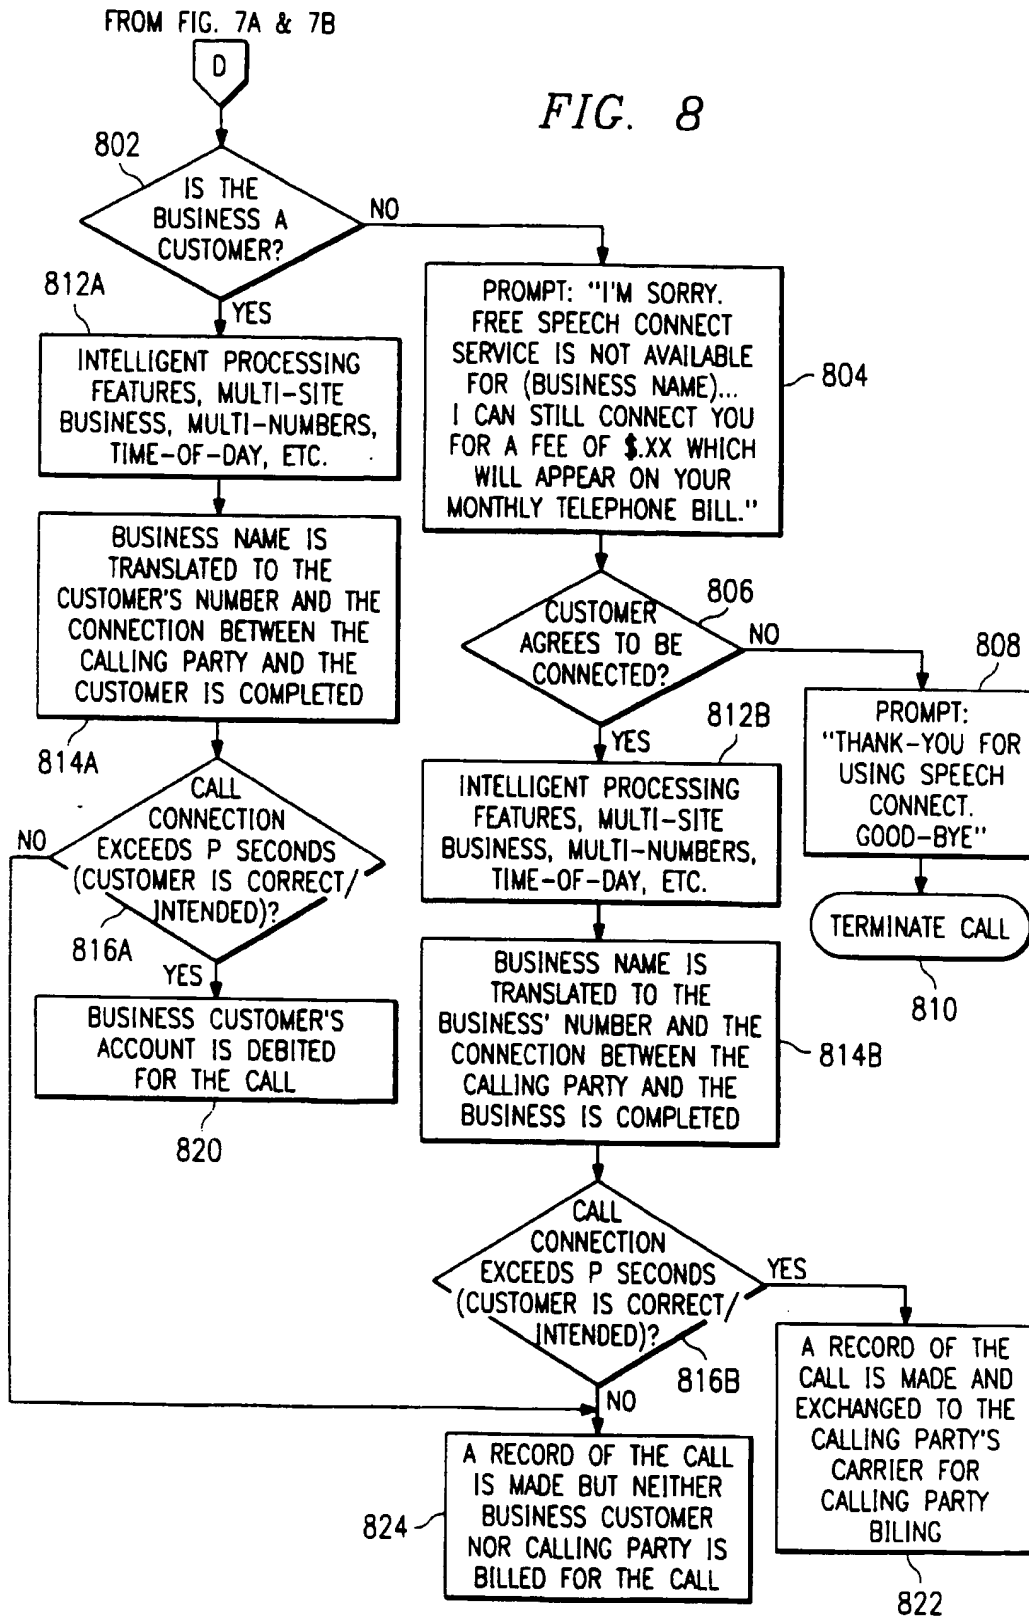 FROM FIG. 7A & 7B
D
FIG. 8
802
IS THE
BUSINESS A
CUSTOMER?
NO
YES
812A
INTELLIGENT PROCESSING
FEATURES, MULTI-SITE
BUSINESS, MULTI-NUMBERS,
TIME-OF-DAY, ETC.
PROMPT: "I'M SORRY.
FREE SPEECH CONNECT
SERVICE IS NOT AVAILABLE
FOR (BUSINESS NAME)...
I CAN STILL CONNECT YOU
FOR A FEE OF $.XX WHICH
WILL APPEAR ON YOUR
MONTHLY TELEPHONE BILL."
804
BUSINESS NAME IS
TRANSLATED TO THE
CUSTOMER'S NUMBER AND THE
CONNECTION BETWEEN THE
CALLING PARTY AND THE
CUSTOMER IS COMPLETED
814A
CUSTOMER
AGREES TO BE
CONNECTED?
806
NO
YES
808
PROMPT:
"THANK-YOU FOR
USING SPEECH
CONNECT.
GOOD-BYE"
TERMINATE CALL
810
CALL
CONNECTION
EXCEEDS P SECONDS
(CUSTOMER IS CORRECT/
INTENDED)?
NO
816A
YES
BUSINESS CUSTOMER'S
ACCOUNT IS DEBITED
FOR THE CALL
820
812B
INTELLIGENT PROCESSING
FEATURES, MULTI-SITE
BUSINESS, MULTI-NUMBERS,
TIME-OF-DAY, ETC.
BUSINESS NAME IS
TRANSLATED TO THE
BUSINESS' NUMBER AND THE
CONNECTION BETWEEN THE
CALLING PARTY AND THE
BUSINESS IS COMPLETED
814B
CALL
CONNECTION
EXCEEDS P SECONDS
(CUSTOMER IS CORRECT/
INTENDED)?
YES
816B
NO
A RECORD OF THE CALL
IS MADE BUT NEITHER
BUSINESS CUSTOMER
NOR CALLING PARTY IS
BILLED FOR THE CALL
824
A RECORD OF THE
CALL IS MADE AND
EXCHANGED TO THE
CALLING PARTY'S
CARRIER FOR
CALLING PARTY
BILING
822